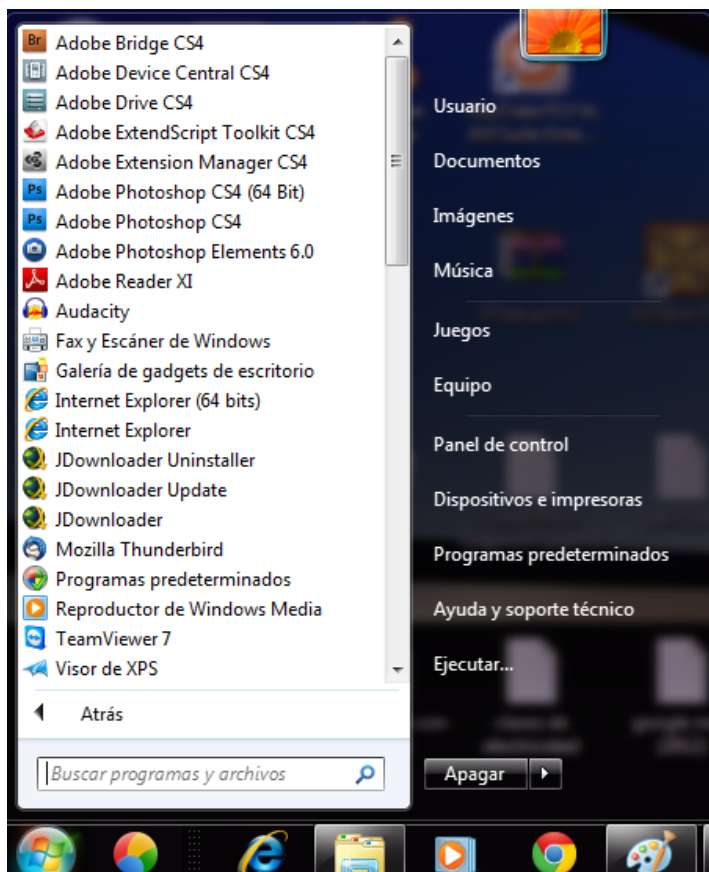 Br
Adobe Bridge CS4
Adobe Device Central CS4
Adobe Drive CS4
Adobe ExtendScript Toolkit CS4
Adobe Extension Manager CS4
Ps
Adobe Photoshop CS4 (64 Bit)
Ps
Adobe Photoshop CS4
Adobe Photoshop Elements 6.0
Adobe Reader XI
Audacity
Fax y Escáner de Windows
Galería de gadgets de escritorio
Internet Explorer (64 bits)
Internet Explorer
JDownloader Uninstaller
JDownloader Update
JDownloader
Mozilla Thunderbird
Programas predeterminados
Reproductor de Windows Media
TeamViewer 7
Visor de XPS
Atrás
Buscar programas y archivos
Usuario
Documentos
Imágenes
Música
Juegos
Equipo
Panel de control
Dispositivos e impresoras
Programas predeterminados
Ayuda y soporte técnico
Ejecutar...
Apagar